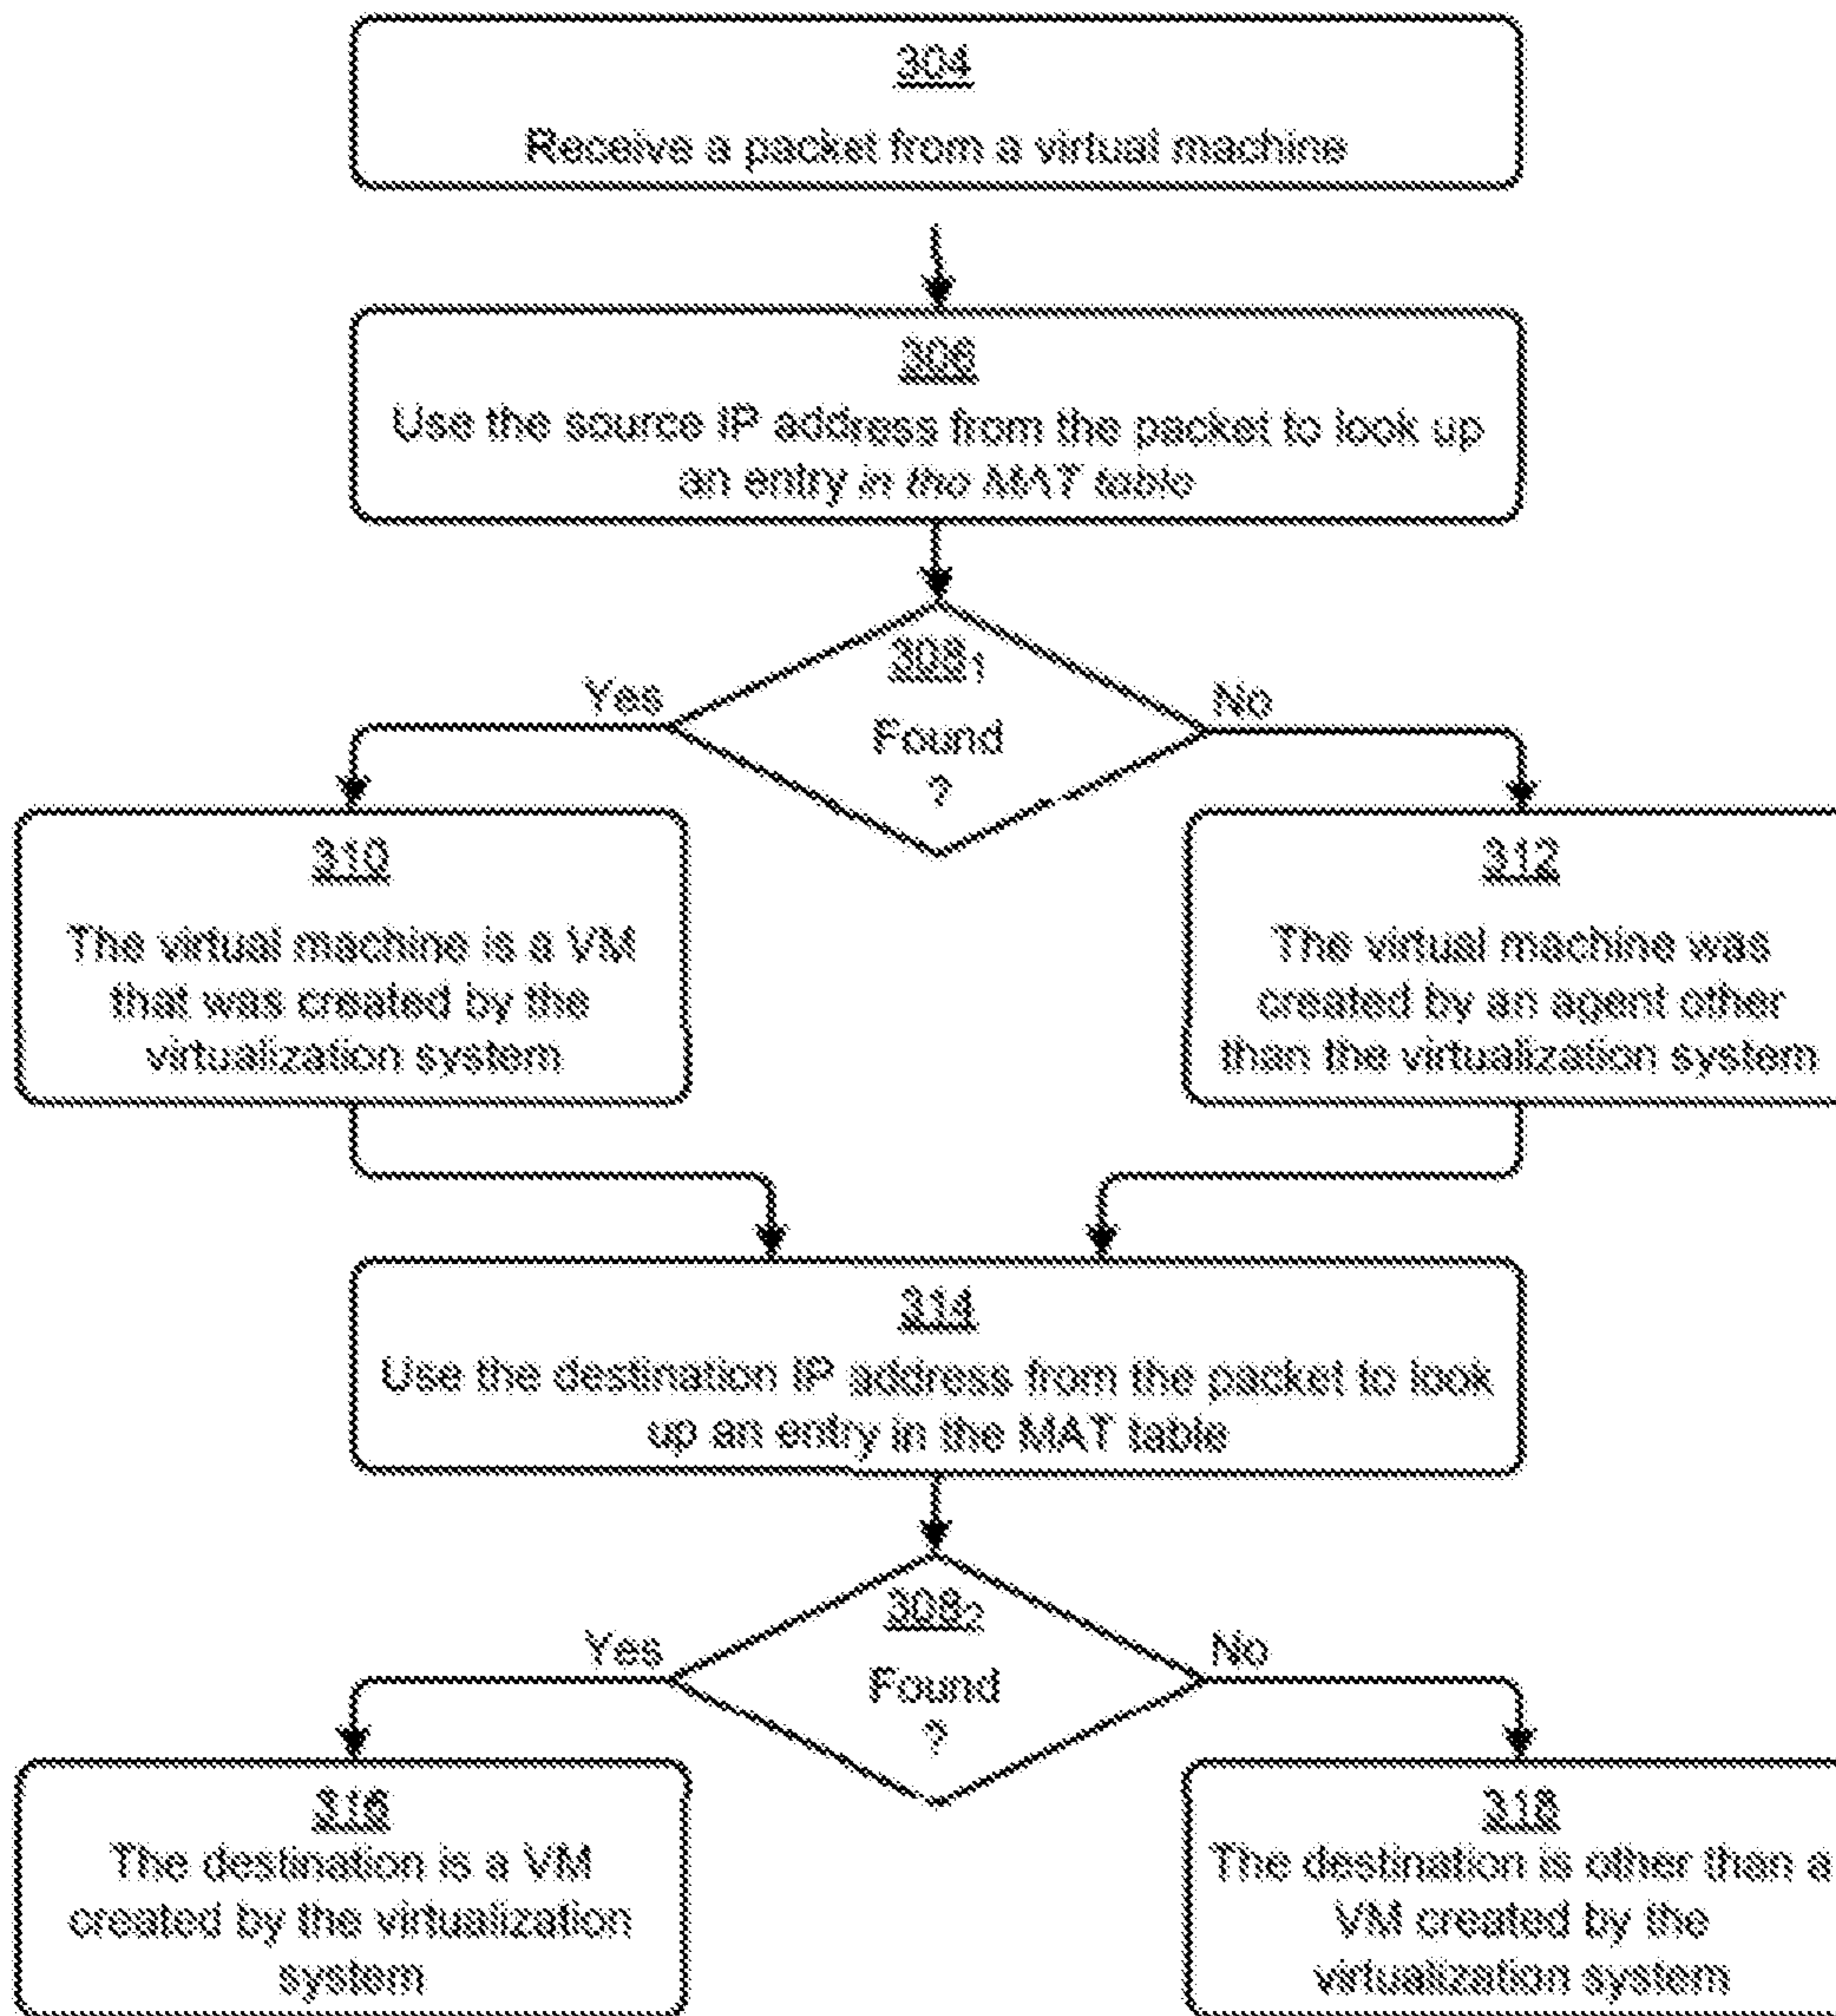 304
Receive a packet from a virtual machine
306
Use the source IP address from the packet to look up
an entry in the MAT table
308₁
Yes
No
Found
?
310
The virtual machine is a VM
that was created by the
virtualization system
312
The virtual machine was
created by an agent other
than the virtualization system
314
Use the destination IP address from the packet to look
up an entry in the MAT table
308₂
Yes
No
Found
?
316
The destination is a VM
created by the virtualization
system
318
The destination is other than a
VM created by the
virtualization system